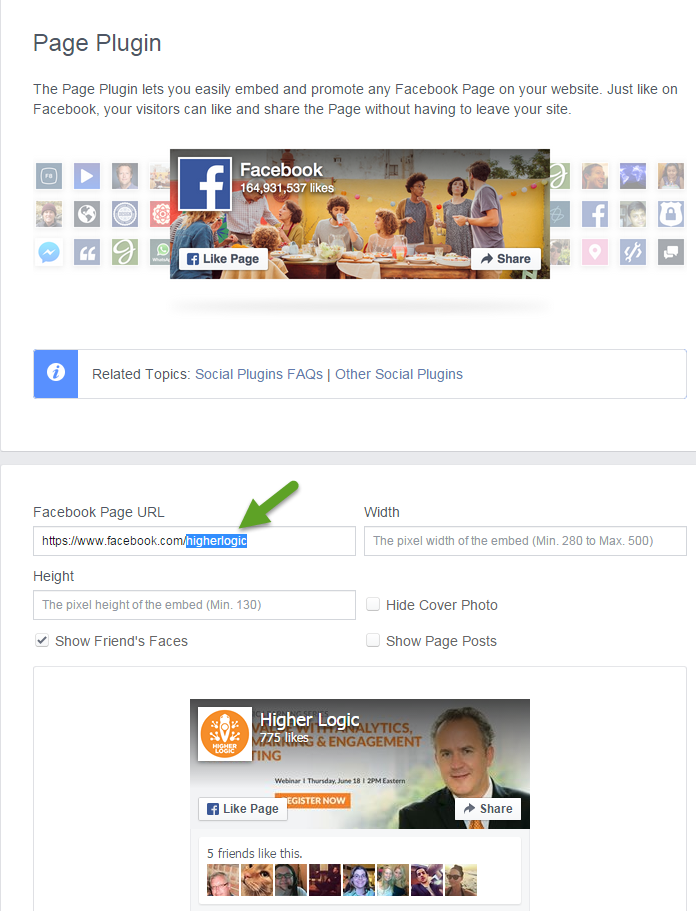 Page Plugin
The Page Plugin lets you easily embed and promote any Facebook Page on your website. Just like on
Facebook, your visitors can like and share the Page without having to leave your site.
Facebook
164,931,537 likes
Like Page
Share
Related Topics: Social Plugins FAQs | Other Social Plugins
Facebook Page URL
Width
https://www.facebook.com/higherlogic
The pixel width of the embed (Min. 280 to Max. 500)
Height
The pixel height of the embed (Min. 130)
Hide Cover Photo
Show Friend's Faces
Show Page Posts
HIGHER
LOGIC
Higher Logic
775 likes
WITH ANALYTICS,
MARKING & ENGAGEMENT
TING
Webinar | Thursday, June 18 | 2PM Eastern
EGISTER NOW
Like Page
Share
5 friends like this.